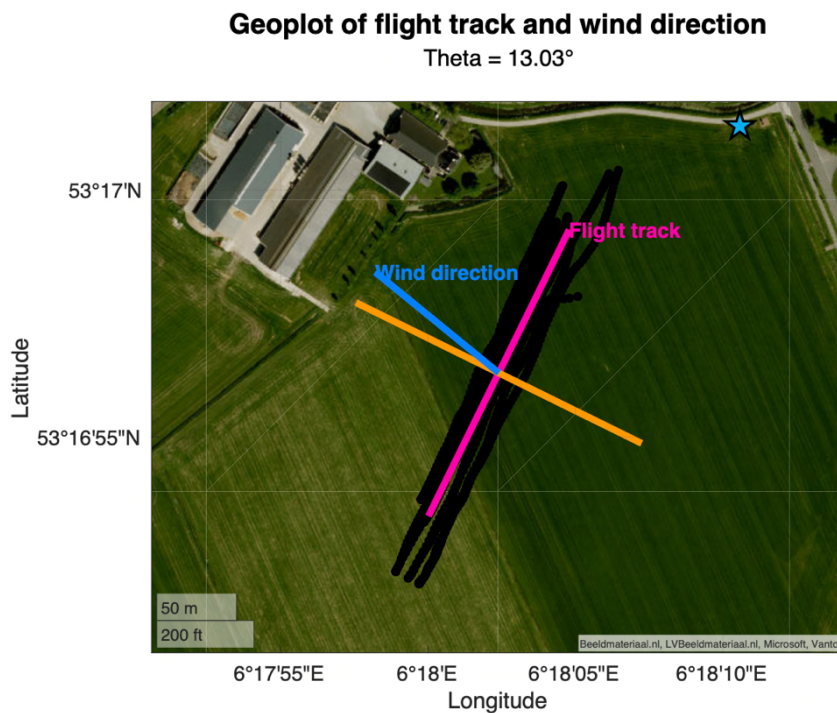 Geoplot of flight track and wind direction
Theta = 13.03°
53°17'N
Flight track
Wind direction
Latitude
53°16'55"N
50 m
200 ft
Beeldmateriaal.nl, LVBeeldmateriaal.nl, Microsoft, Vanto
6°17'55"E
6°18'E
6°18'05"E
6°18'10"E
Longitude